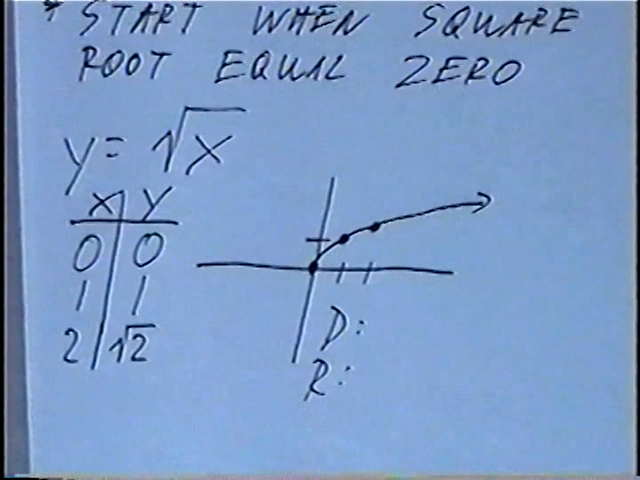 * START WHEN SQUARE
ROOT EQUAL ZERO
y = √x
x y
0 0
1 1
2 √2
D:
R: